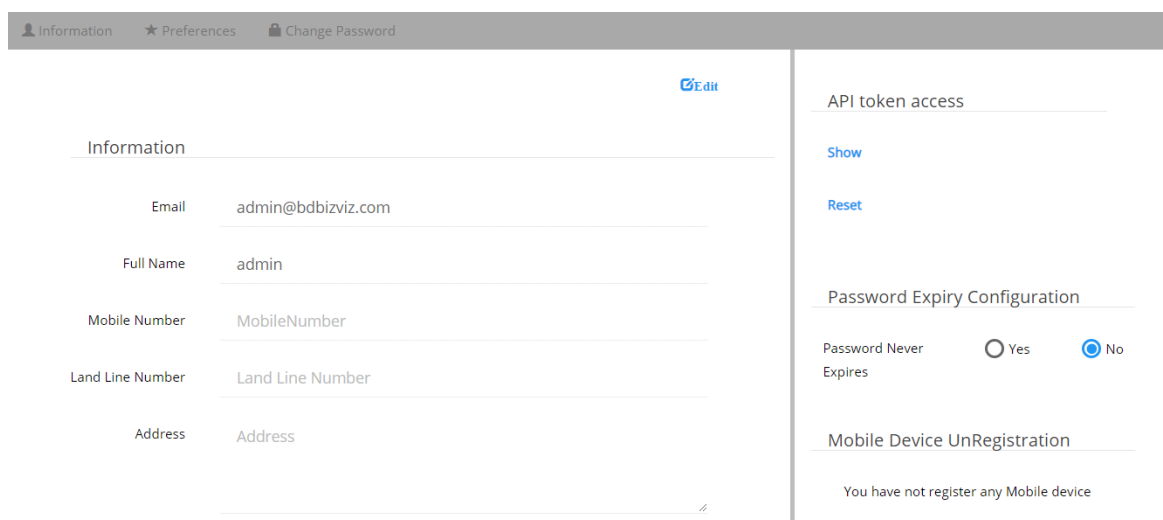 Information Preferences Change Password
Edit
Information
Email admin@bdbizviz.com
Full Name admin
Mobile Number MobileNumber
Land Line Number Land Line Number
Address Address
API token access
Show
Reset
Password Expiry Configuration
Password Never Yes No
Expires
Mobile Device UnRegistration
You have not register any Mobile device